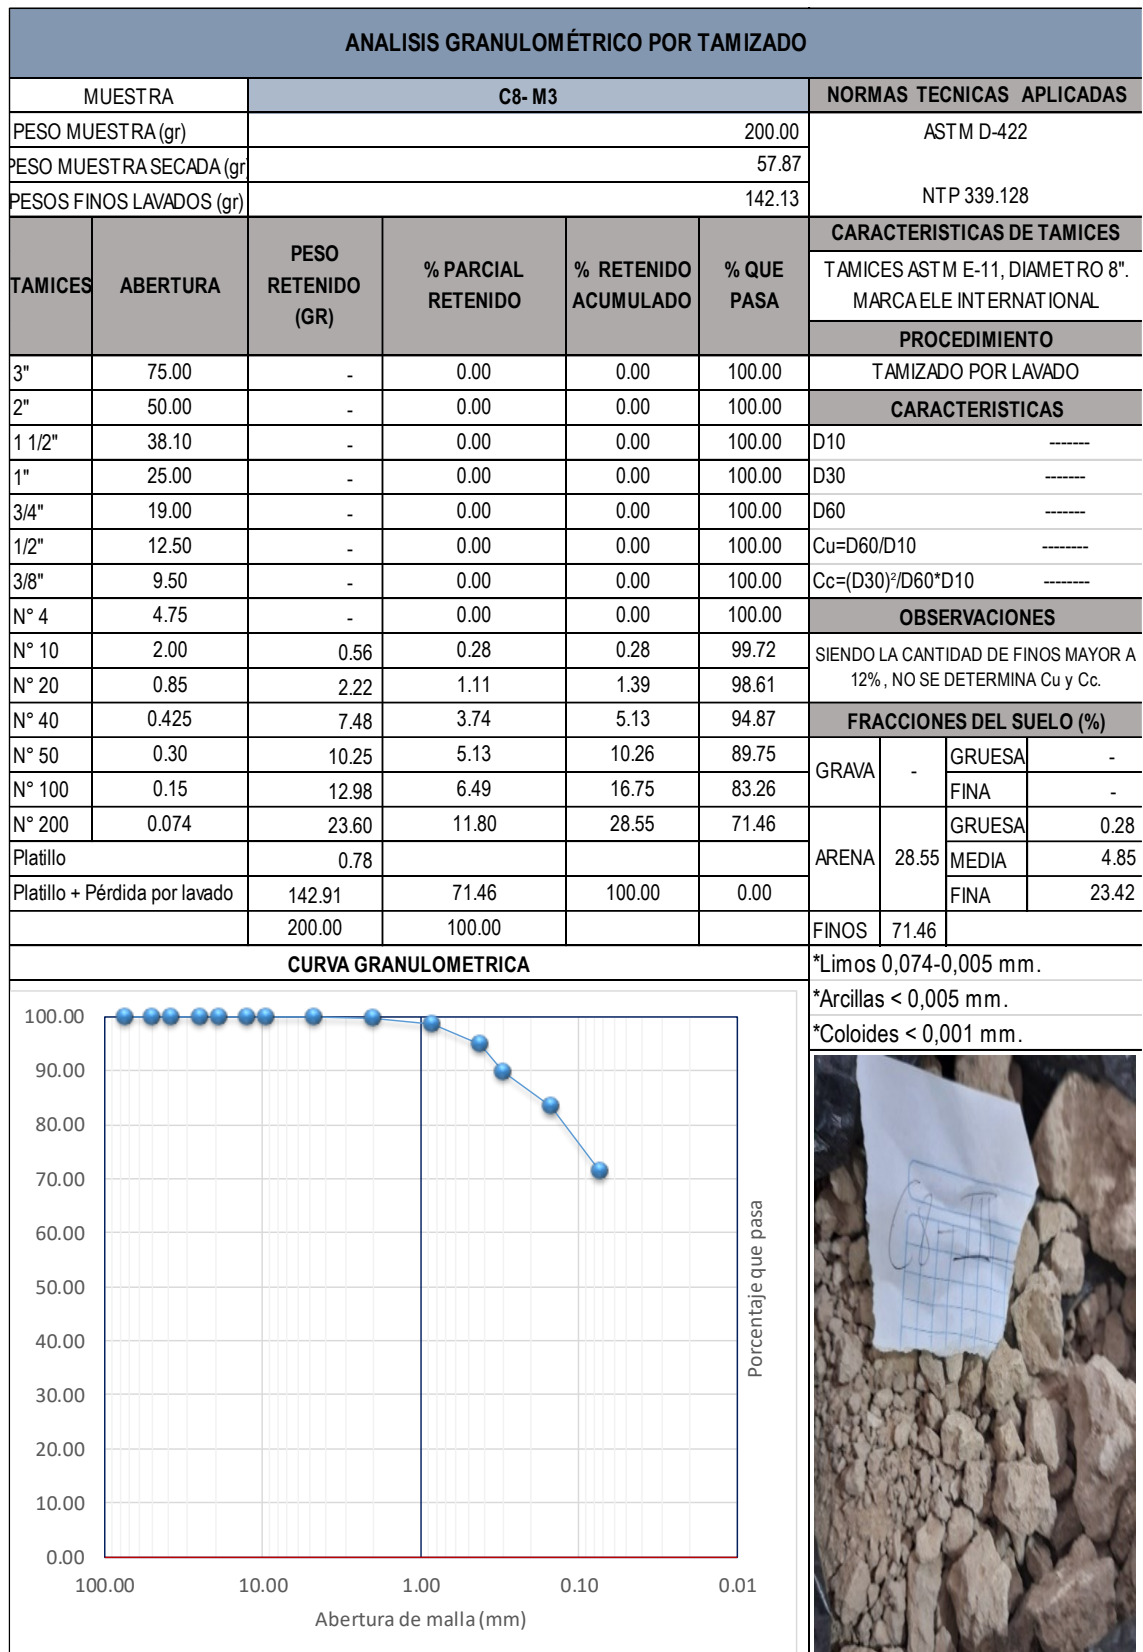 ANALISIS GRANULOMÉTRICO POR TAMIZADO
MUESTRA C8- M3 NORMAS TECNICAS APLICADAS
PESO MUESTRA (gr) 200.00 ASTM D-422
PESO MUESTRA SECADA (gr) 57.87
PESOS FINOS LAVADOS (gr) 142.13 NTP 339.128
TAMICES ABERTURA PESO RETENIDO (GR) % PARCIAL RETENIDO % RETENIDO ACUMULADO % QUE PASA
CARACTERISTICAS DE TAMICES
TAMICES ASTM E-11, DIAMETRO 8".
MARCA ELE INTERNATIONAL
PROCEDIMIENTO
3" 75.00 - 0.00 0.00 100.00 TAMIZADO POR LAVADO
2" 50.00 - 0.00 0.00 100.00 CARACTERISTICAS
1 1/2" 38.10 - 0.00 0.00 100.00 D10 -------
1" 25.00 - 0.00 0.00 100.00 D30 -------
3/4" 19.00 - 0.00 0.00 100.00 D60 -------
1/2" 12.50 - 0.00 0.00 100.00 Cu=D60/D10 --------
3/8" 9.50 - 0.00 0.00 100.00 Cc=(D30)²/D60*D10 --------
N° 4 4.75 - 0.00 0.00 100.00 OBSERVACIONES
N° 10 2.00 0.56 0.28 0.28 99.72 SIENDO LA CANTIDAD DE FINOS MAYOR A
N° 20 0.85 2.22 1.11 1.39 98.61 12%, NO SE DETERMINA Cu y Cc.
N° 40 0.425 7.48 3.74 5.13 94.87 FRACCIONES DEL SUELO (%)
N° 50 0.30 10.25 5.13 10.26 89.75 GRAVA - GRUESA -
N° 100 0.15 12.98 6.49 16.75 83.26 FINA -
N° 200 0.074 23.60 11.80 28.55 71.46 GRUESA 0.28
Platillo 0.78 ARENA 28.55 MEDIA 4.85
Platillo + Pérdida por lavado 142.91 71.46 100.00 0.00 FINA 23.42
200.00 100.00 FINOS 71.46
CURVA GRANULOMETRICA
*Limos 0,074-0,005 mm.
*Arcillas < 0,005 mm.
*Coloides < 0,001 mm.
100.00
90.00
80.00
70.00
60.00
50.00
40.00
30.00
20.00
10.00
0.00
100.00 10.00 1.00 0.10 0.01
Abertura de malla (mm)
Porcentaje que pasa